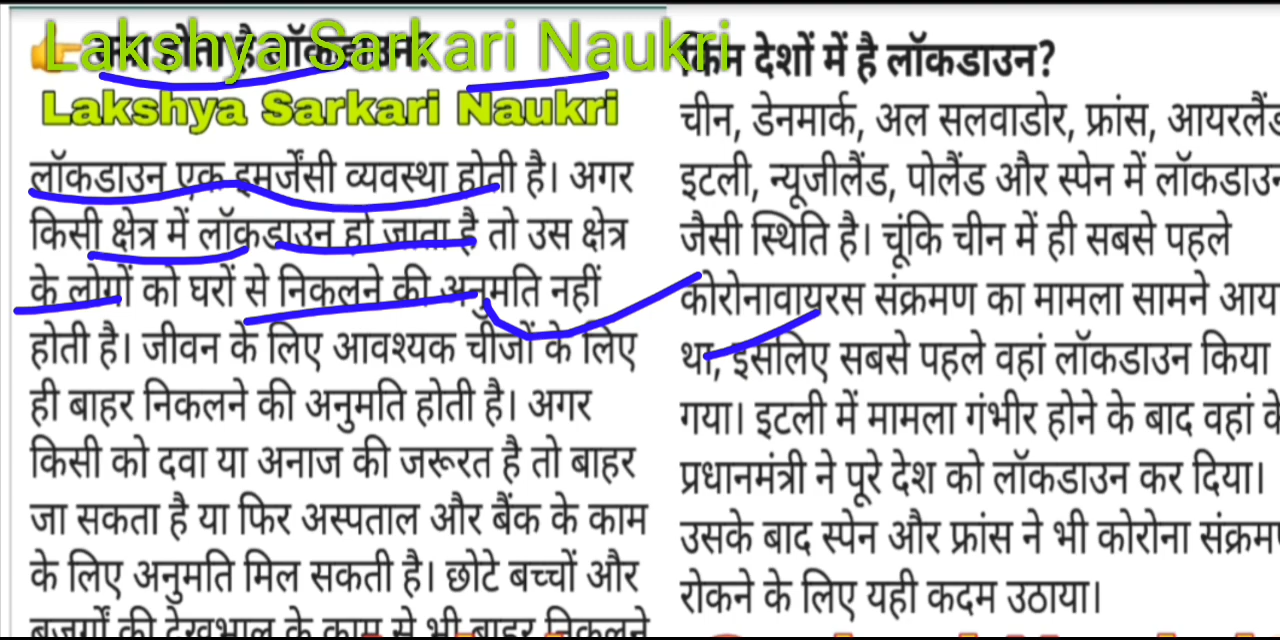 Lakshya Sarkari Naukri
Lakshya Sarkari Naukri
लॉकडाउन एक इमर्जेंसी व्यवस्था होती है। अगर
किसी क्षेत्र में लॉकडाउन हो जाता है तो उस क्षेत्र
के लोगों को घरों से निकलने की अनुमति नहीं
होती है। जीवन के लिए आवश्यक चीजों के लिए
ही बाहर निकलने की अनुमति होती है। अगर
किसी को दवा या अनाज की जरूरत है तो बाहर
जा सकता है या फिर अस्पताल और बैंक के काम
के लिए अनुमति मिल सकती है। छोटे बच्चों और
बुजुर्गों की देखभाल के काम से भी बाहर निकलने
किन देशों में है लॉकडाउन?
चीन, डेनमार्क, अल सलवाडोर, फ्रांस, आयरलैंड
इटली, न्यूजीलैंड, पोलैंड और स्पेन में लॉकडाउन
जैसी स्थिति है। चूंकि चीन में ही सबसे पहले
कोरोनावायरस संक्रमण का मामला सामने आया
था, इसलिए सबसे पहले वहां लॉकडाउन किया
गया। इटली में मामला गंभीर होने के बाद वहां के
प्रधानमंत्री ने पूरे देश को लॉकडाउन कर दिया।
उसके बाद स्पेन और फ्रांस ने भी कोरोना
रोकने के लिए यही कदम उठाया।